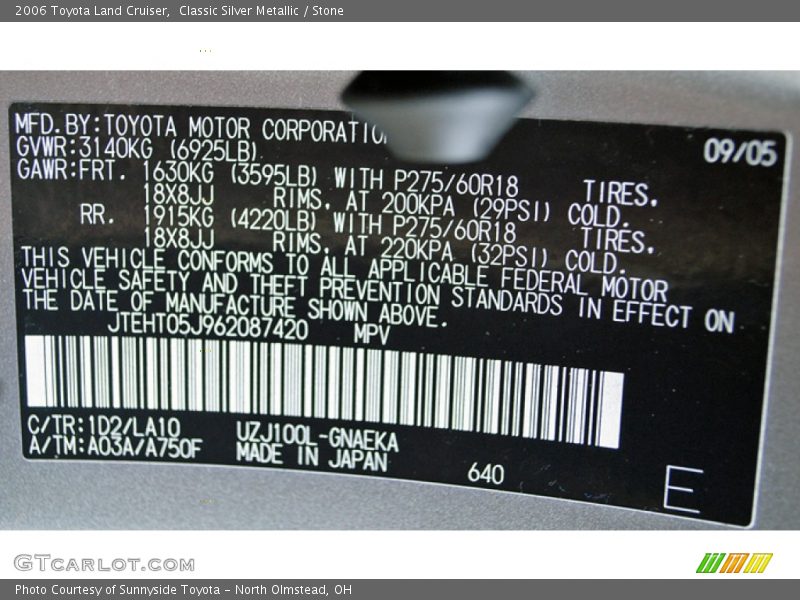 2006 Toyota Land Cruiser,  Classic Silver Metallic / Stone
MFD.BY:TOYOTA MOTOR CORPORATIO
09/05
GVWR:3140KG (6925LB)
GAWR:FRT. 1630KG (3595LB) WITH P275/60R18 TIRES,
18X8JJ RIMS, AT 200KPA (29PSI) COLD.
RR. 1915KG (4220LB) WITH P275/60R18 TIRES,
18X8JJ RIMS, AT 220KPA (32PSI) COLD.
THIS VEHICLE CONFORMS TO ALL APPLICABLE FEDERAL MOTOR
VEHICLE SAFETY AND THEFT PREVENTION STANDARDS IN EFFECT ON
THE DATE OF MANUFACTURE SHOWN ABOVE.
JTEHT05J962087420 MPV
C/TR:1D2/LA10 UZJ100L-GNAEKA
A/TM:A03A/A750F MADE IN JAPAN
640
E
GTcarlot.com
Photo Courtesy of Sunnyside Toyota - North Olmstead, OH